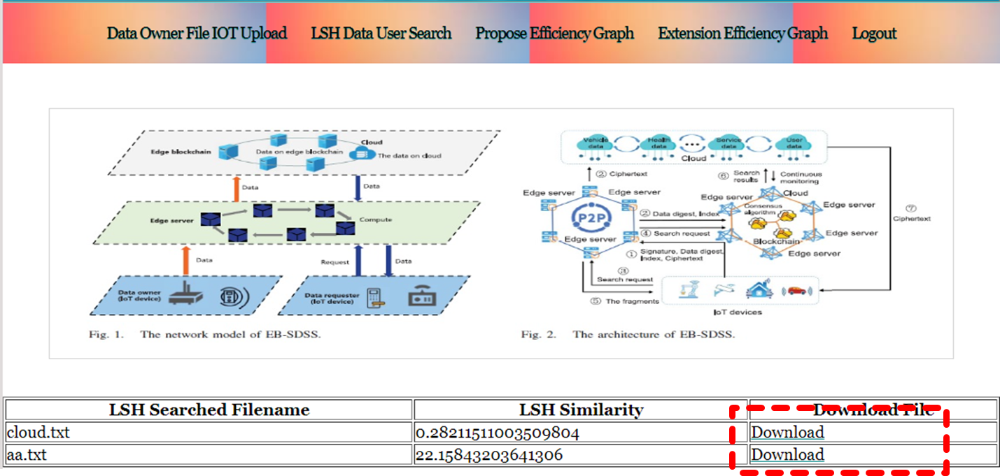 Data Owner File IOT Upload LSH Data User Search Propose Efficiency Graph Extension Efficiency Graph Logout
Edge blockchain
Data on edge blockchain
Cloud
The data on cloud
Data
Data
Edge server
Compute
Data
Request
Data
Data owner
(IoT device)
Data requester
(IoT device)
Fig. 1. The network model of EB-SDSS.
Vehicle
data
Health
data
Service
data
User
data
Cloud
② Ciphertext
⑥ Search
results
Continuous
monitoring
Edge server
Edge server
P2P
Edge server
② Data digest, Index
④ Search request
① Signature, Data digest,
Index, Ciphertext
③
Search request
⑤ The fragments
Edge server
Cloud
Consensus
algorithm
Edge server
Edge server
Blockchain
Edge server
⑦
Ciphertext
IoT devices
Fig. 2. The architecture of EB-SDSS.
LSH Searched Filename LSH Similarity Download File
cloud.txt 0.28211511003509804 Download
aa.txt 22.15843203641306 Download